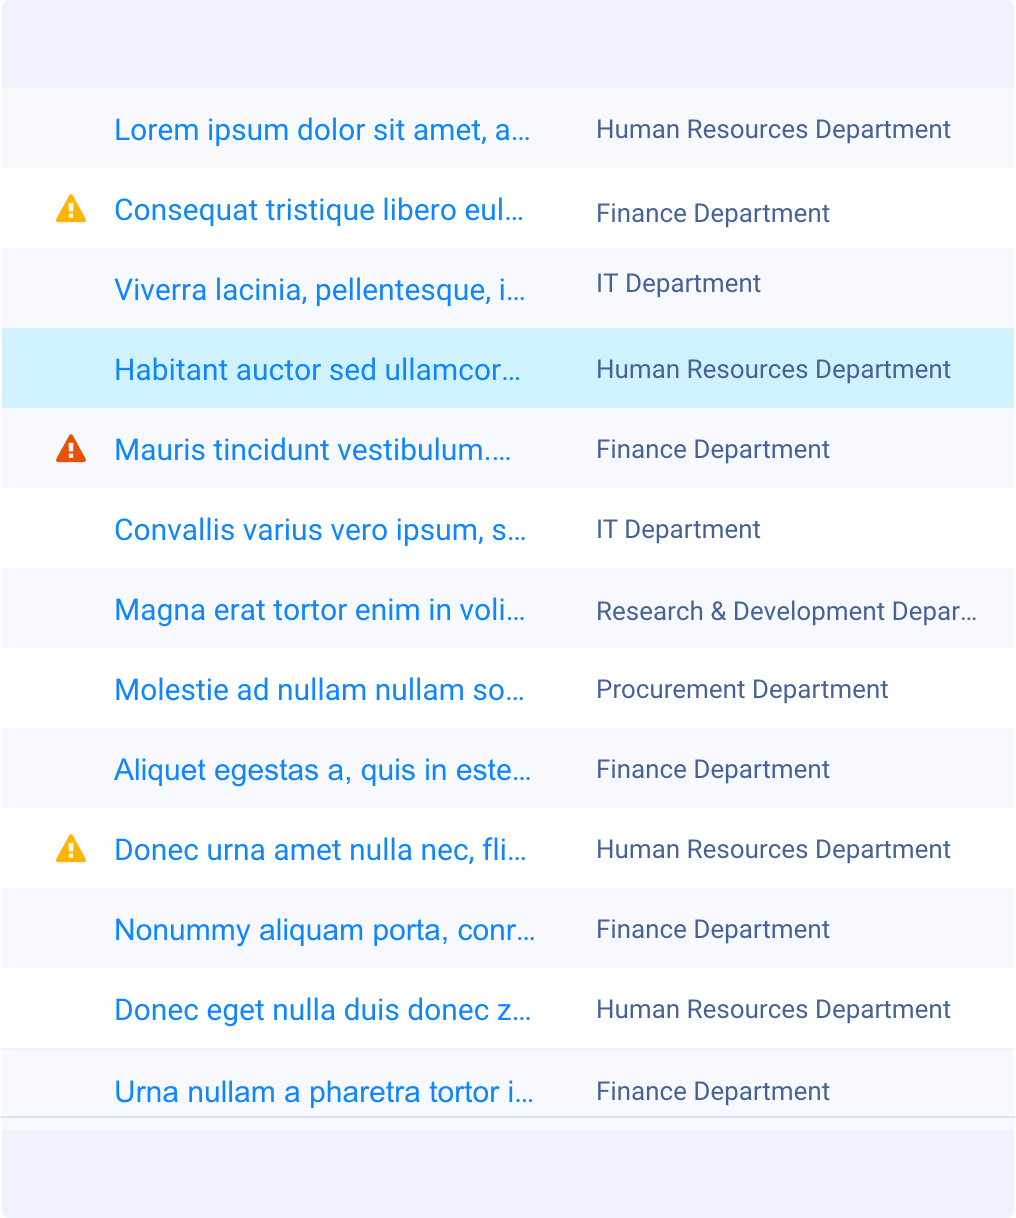 Lorem ipsum dolor sit amet, a... Human Resources Department
Consequat tristique libero eul... Finance Department
Viverra lacinia, pellentesque, i... IT Department
Habitant auctor sed ullamcor... Human Resources Department
Mauris tincidunt vestibulum.... Finance Department
Convallis varius vero ipsum, s... IT Department
Magna erat tortor enim in voli... Research & Development Depar...
Molestie ad nullam nullam so... Procurement Department
Aliquet egestas a, quis in este... Finance Department
Donec urna amet nulla nec, fli... Human Resources Department
Nonummy aliquam porta, conr... Finance Department
Donec eget nulla duis donec z... Human Resources Department
Urna nullam a pharetra tortor i... Finance Department